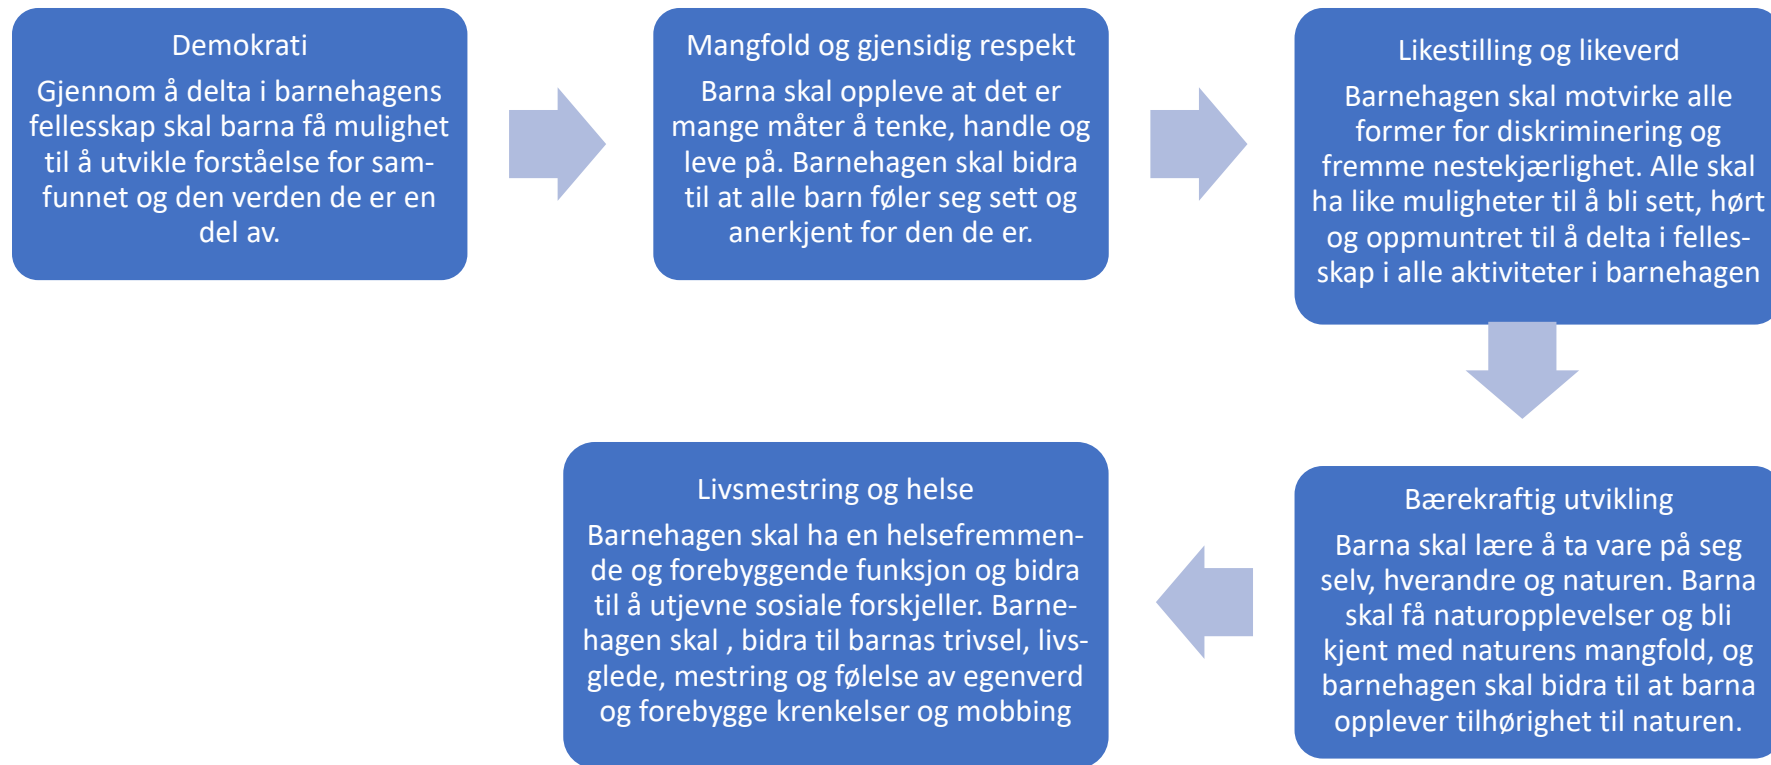 Demokrati
Gjennom å delta i barnehagens
fellesskap skal barna få mulighet
til å utvikle forståelse for sam-
funnet og den verden de er en
del av.
Mangfold og gjensidig respekt
Barna skal oppleve at det er
mange måter å tenke, handle og
leve på. Barnehagen skal bidra
til at alle barn føler seg sett og
anerkjent for den de er.
Likestilling og likeverd
Barnehagen skal motvirke alle
former for diskriminering og
fremme nestekjærlighet. Alle skal
ha like muligheter til å bli sett, hørt
og oppmuntret til å delta i felles-
skap i alle aktiviteter i barnehagen
Bærekraftig utvikling
Barna skal lære å ta vare på seg
selv, hverandre og naturen. Barna
skal få naturopplevelser og bli
kjent med naturens mangfold, og
barnehagen skal bidra til at barna
opplever tilhørighet til naturen.
Livsmestring og helse
Barnehagen skal ha en helsefremmen-
de og forebyggende funksjon og bidra
til å utjevne sosiale forskjeller. Barne-
hagen skal , bidra til barnas trivsel, livs-
glede, mestring og følelse av egenverd
og forebygge krenkelser og mobbing